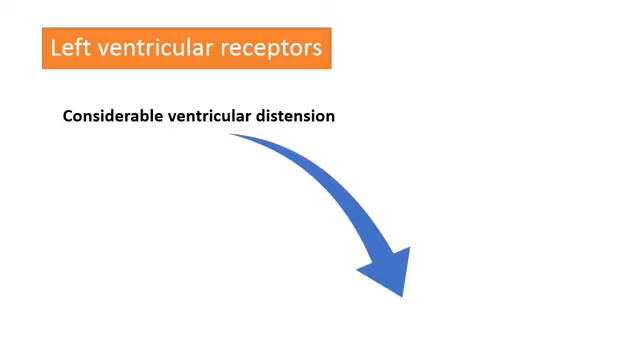 Left ventricular receptors
Considerable ventricular distension